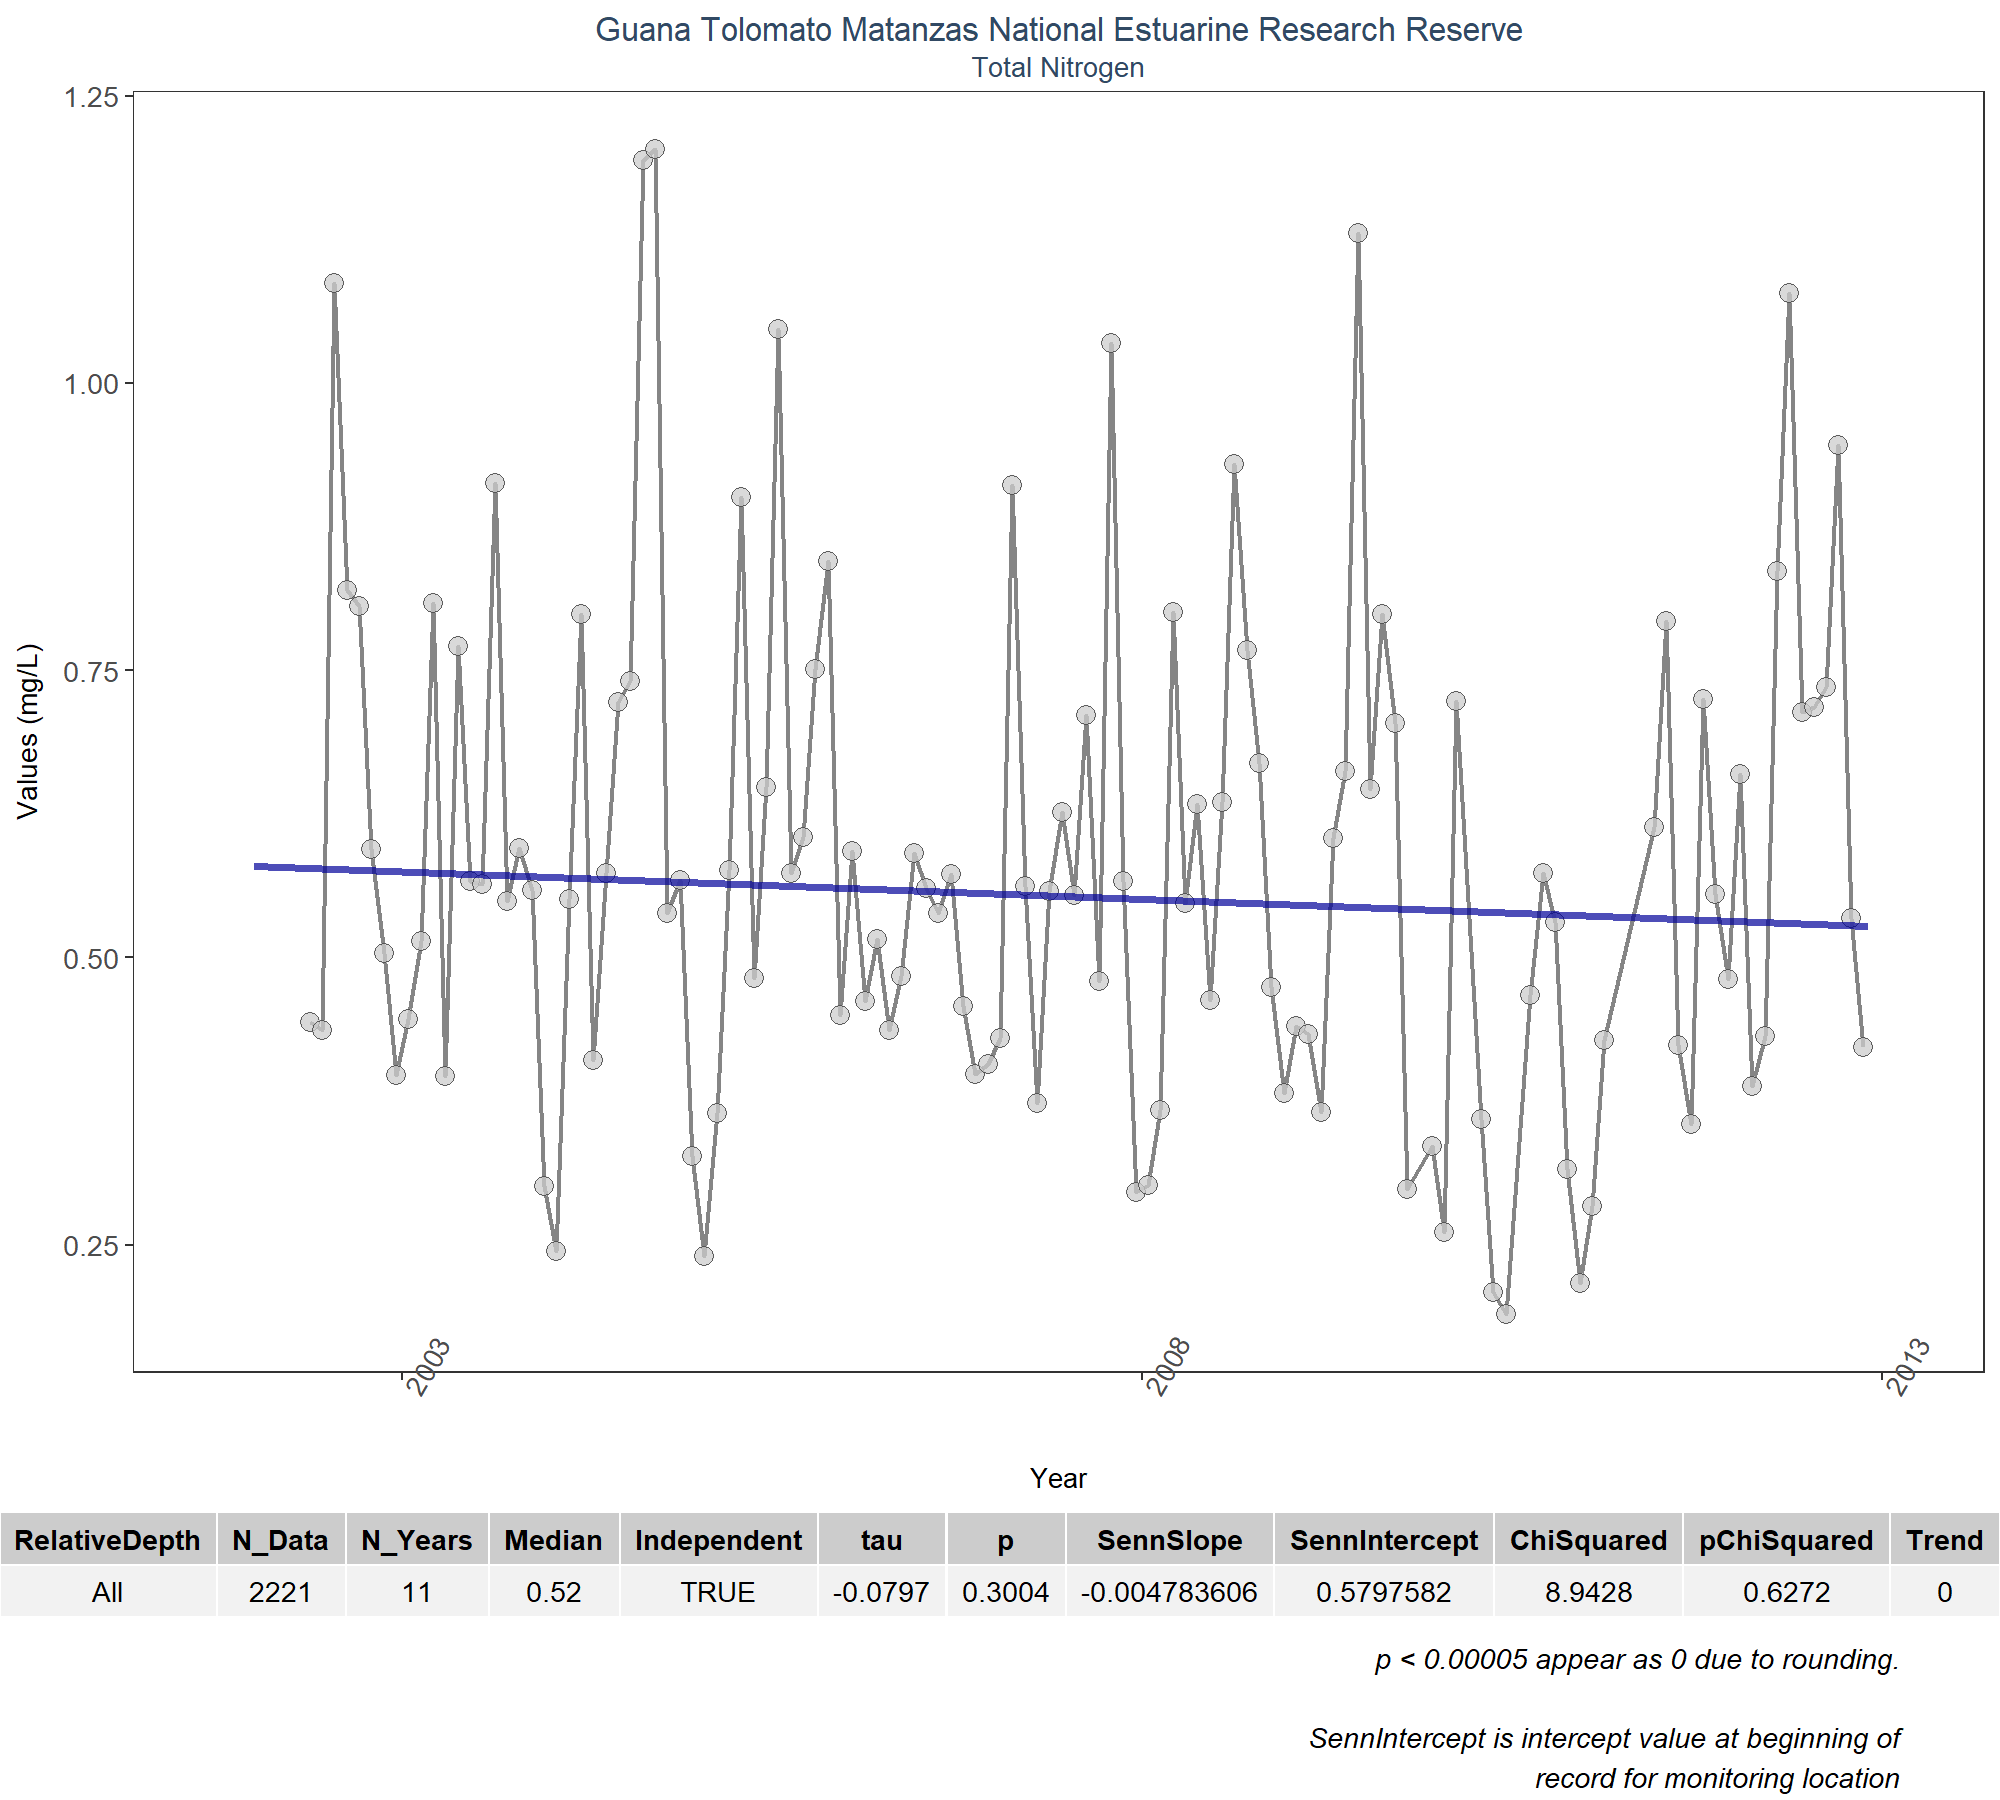 Guana Tolomato Matanzas National Estuarine Research Reserve
Total Nitrogen
1.25
1.00
0.75
0.50
0.25
Values (mg/L)
2003
2008
2013
Year
RelativeDepth N_Data N_Years Median Independent tau p SennSlope SennIntercept ChiSquared pChiSquared Trend
All 2221 11 0.52 TRUE -0.0797 0.3004 -0.004783606 0.5797582 8.9428 0.6272 0
p < 0.00005 appear as 0 due to rounding.
SennIntercept is intercept value at beginning of
record for monitoring location